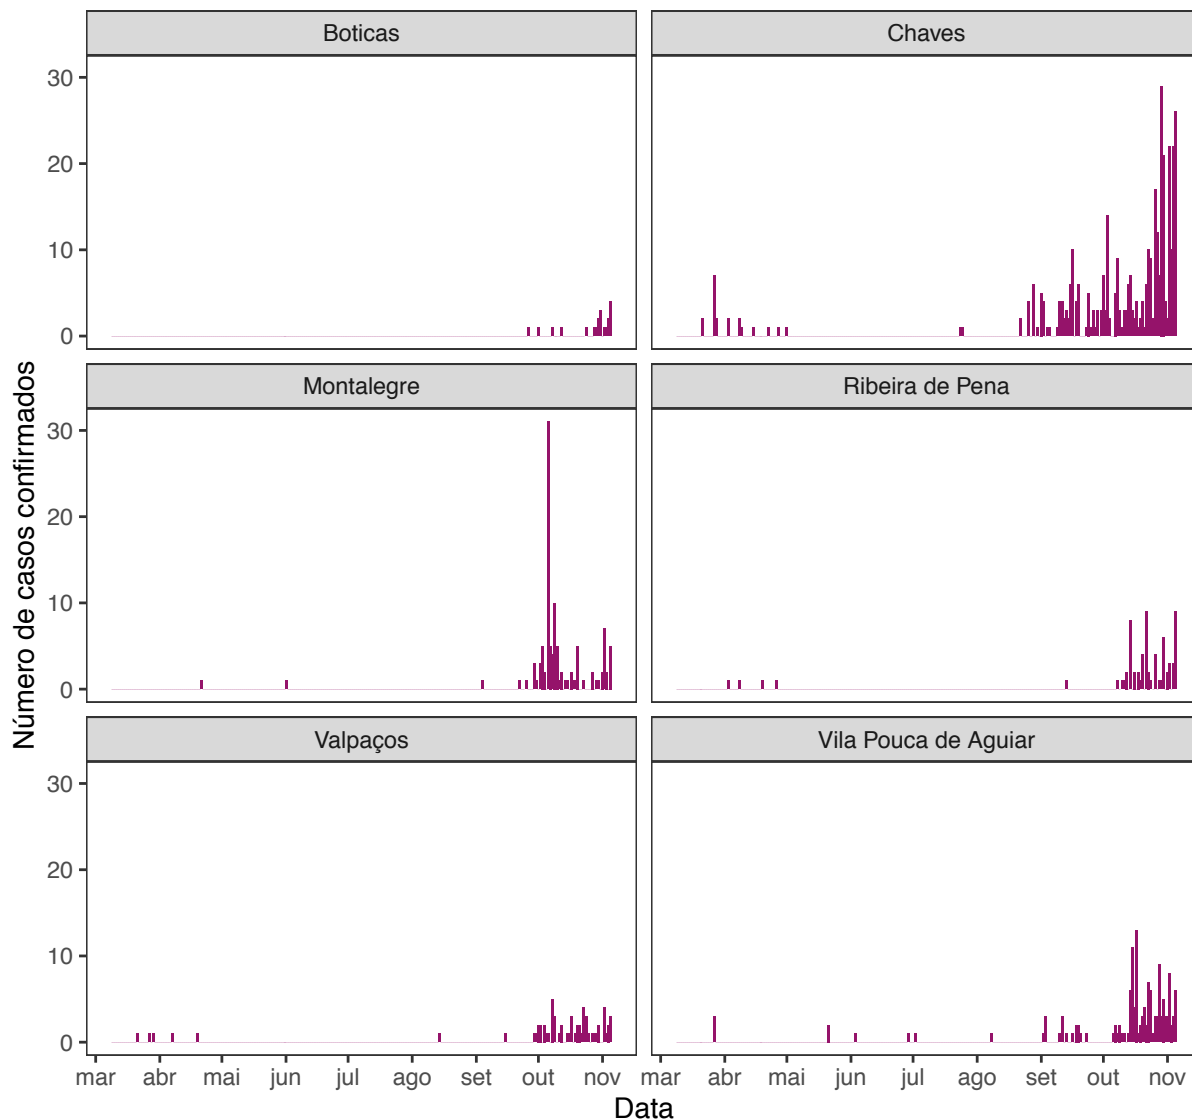 Boticas
Chaves
30
20
10
0
Montalegre
Ribeira de Pena
30
20
10
0
Valpaços
Vila Pouca de Aguiar
30
20
10
0
mar abr mai jun jul ago set out nov
mar abr mai jun jul ago set out nov
Data
Número de casos confirmados